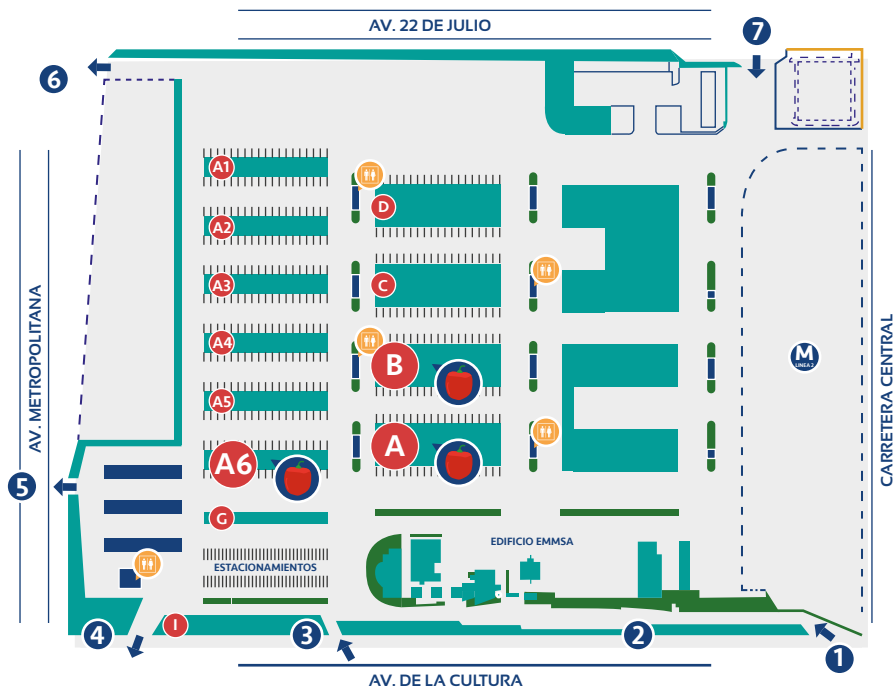 AV. 22 DE JULIO
7
6
A1
D
A2
A3
C
AV. METROPOLITANA
A4
B
M
LINEA 2
CARRETERA CENTRAL
A5
A
A6
5
G
EDIFICIO EMMSA
ESTACIONAMIENTOS
I
4
3
2
1
AV. DE LA CULTURA